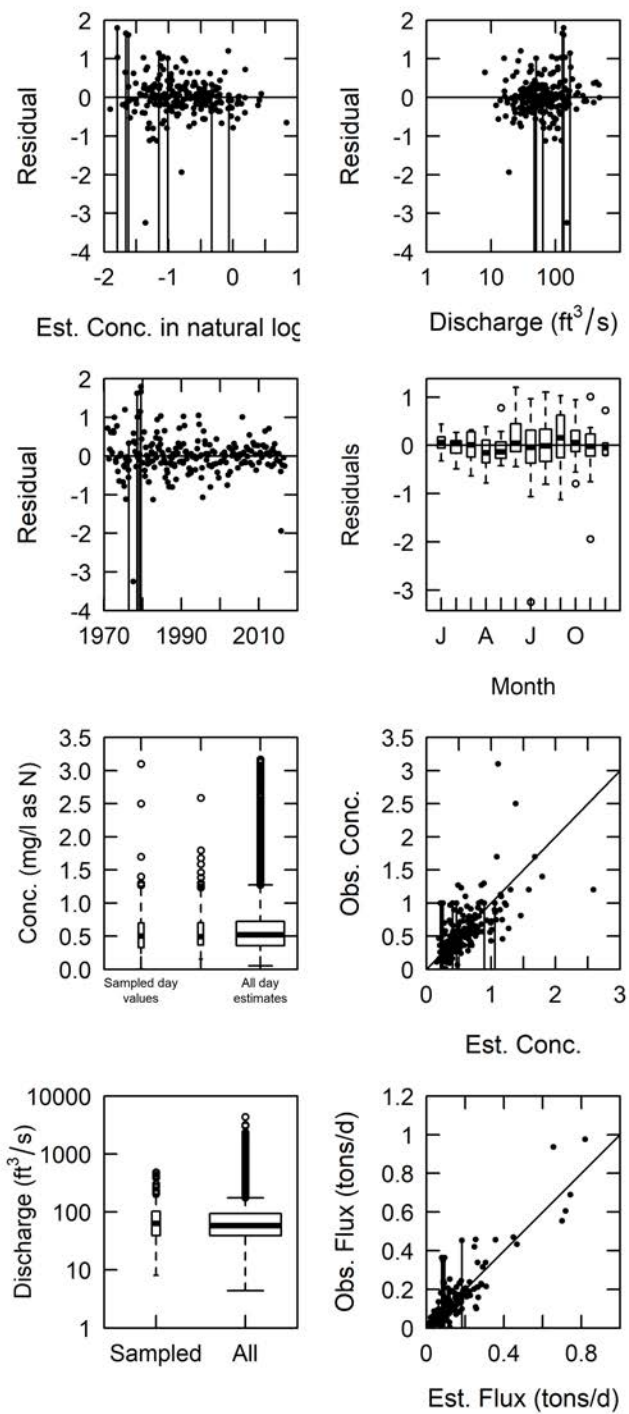 2
1
0
-1
-2
-3
-4
Residual
-2 -1 0 1
Est. Conc. in natural log
2
1
0
-1
-2
-3
-4
Residual
1 10 100
Discharge (ft³/s)
2
1
0
-1
-2
-3
-4
Residual
1970 1990 2010
1
0
-1
-2
-3
Residuals
J A J O
Month
3.5
3.0
2.5
2.0
1.5
1.0
0.5
0.0
Conc. (mg/l as N)
Sampled day
values
All day
estimates
3.5
3.0
2.5
2.0
1.5
1.0
0.5
0
Obs. Conc.
0 1 2 3
Est. Conc.
10000
1000
100
10
1
Discharge (ft³/s)
Sampled All
1.2
1
0.8
0.6
0.4
0.2
0
Obs. Flux (tons/d)
0 0.4 0.8
Est. Flux (tons/d)